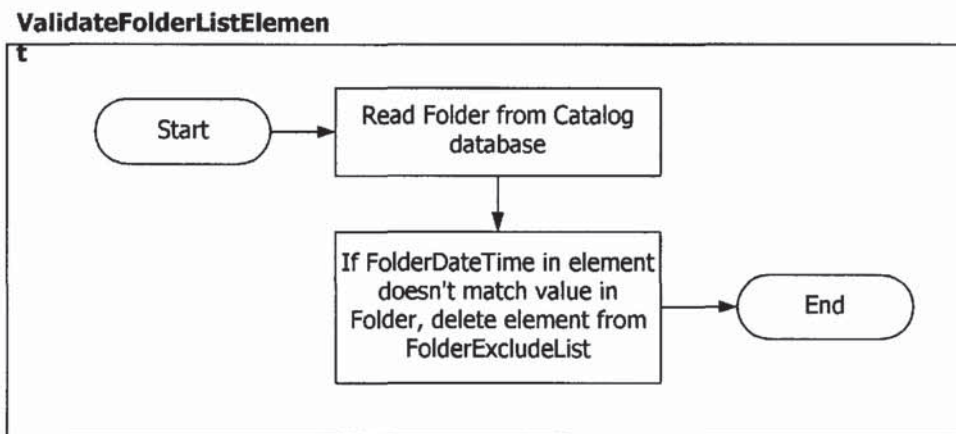 ValidateFolderListElemen
t
Start
Read Folder from Catalog
database
If FolderDateTime in element
doesn't match value in
Folder, delete element from
FolderExcludeList
End